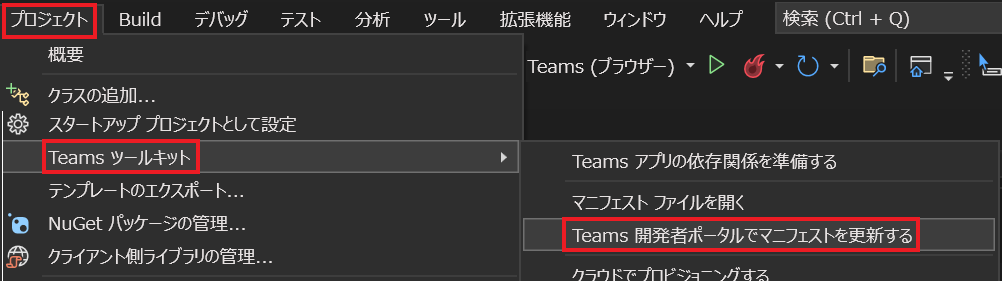 プロジェクト Build デバッグ テスト 分析 ツール 拡張機能 ウィンドウ ヘルプ 検索 (Ctrl + Q)
概要
Teams (ブラウザー)
クラスの追加...
スタートアップ プロジェクトとして設定
Teams ツールキット
テンプレートのエクスポート...
NuGet パッケージの管理...
クライアント側ライブラリの管理...
Teams アプリの依存関係を準備する
マニフェスト ファイルを開く
Teams 開発者ポータルでマニフェストを更新する
クラウドでプロビジョニングする